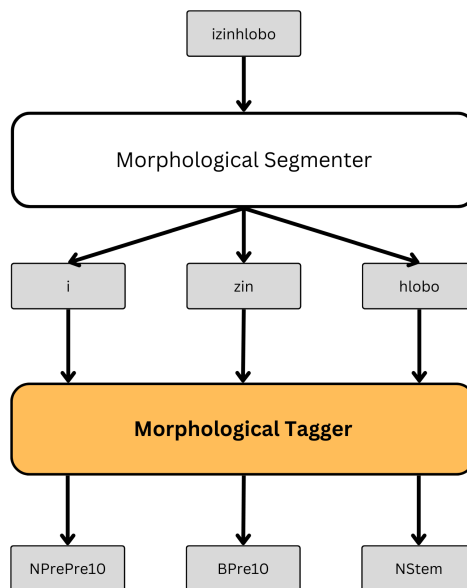 izinhlobo
Morphological Segmenter
i
zin
hlobo
Morphological Tagger
NPrePre10
BPre10
NStem